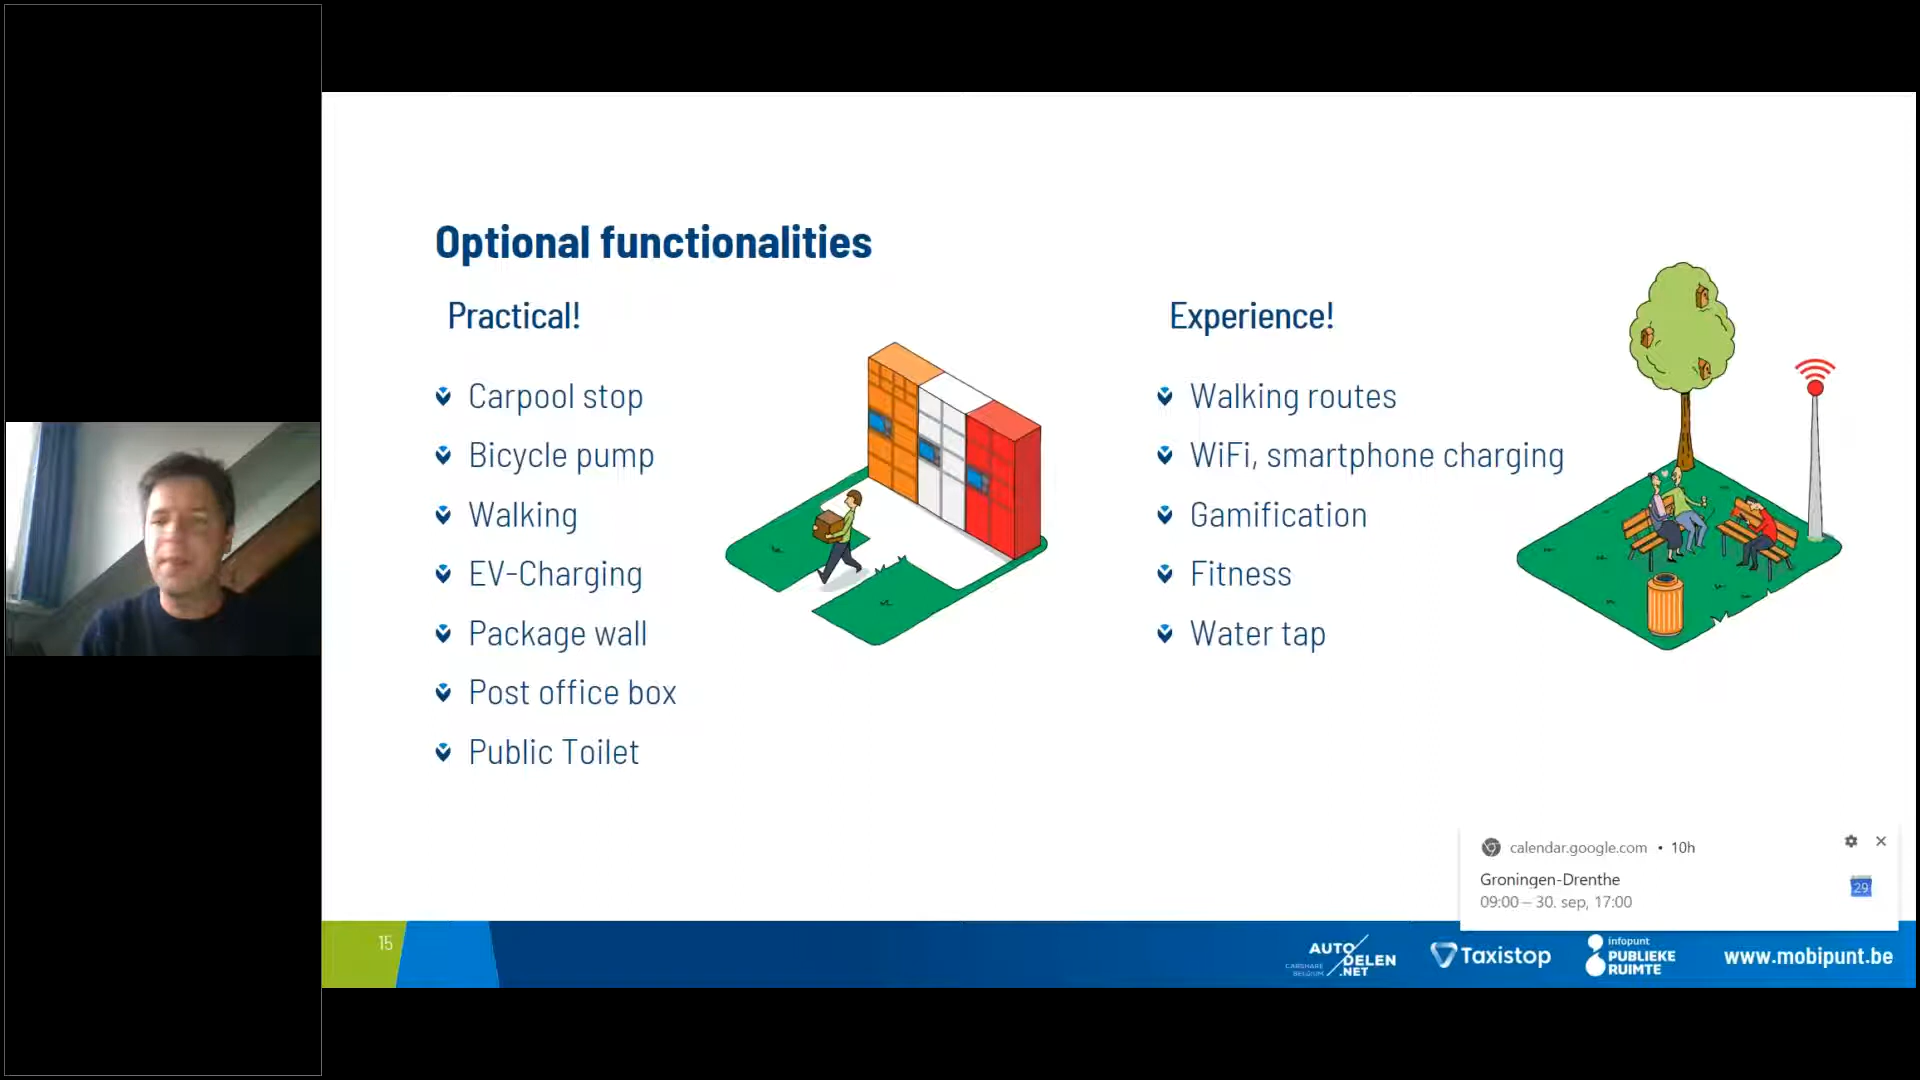 Optional functionalities
Practical!
Carpool stop
Bicycle pump
Walking
EV-Charging
Package wall
Post office box
Public Toilet
Experience!
Walking routes
WiFi, smartphone charging
Gamification
Fitness
Water tap
calendar.google.com • 10h
Groningen-Drenthe
09:00 – 30. sep, 17:00
29
15
AUTO
DELEN
.NET
CARSHARE
BELGIUM
Taxistop
infopunt
PUBLIEKE
RUIMTE
www.mobipunt.be